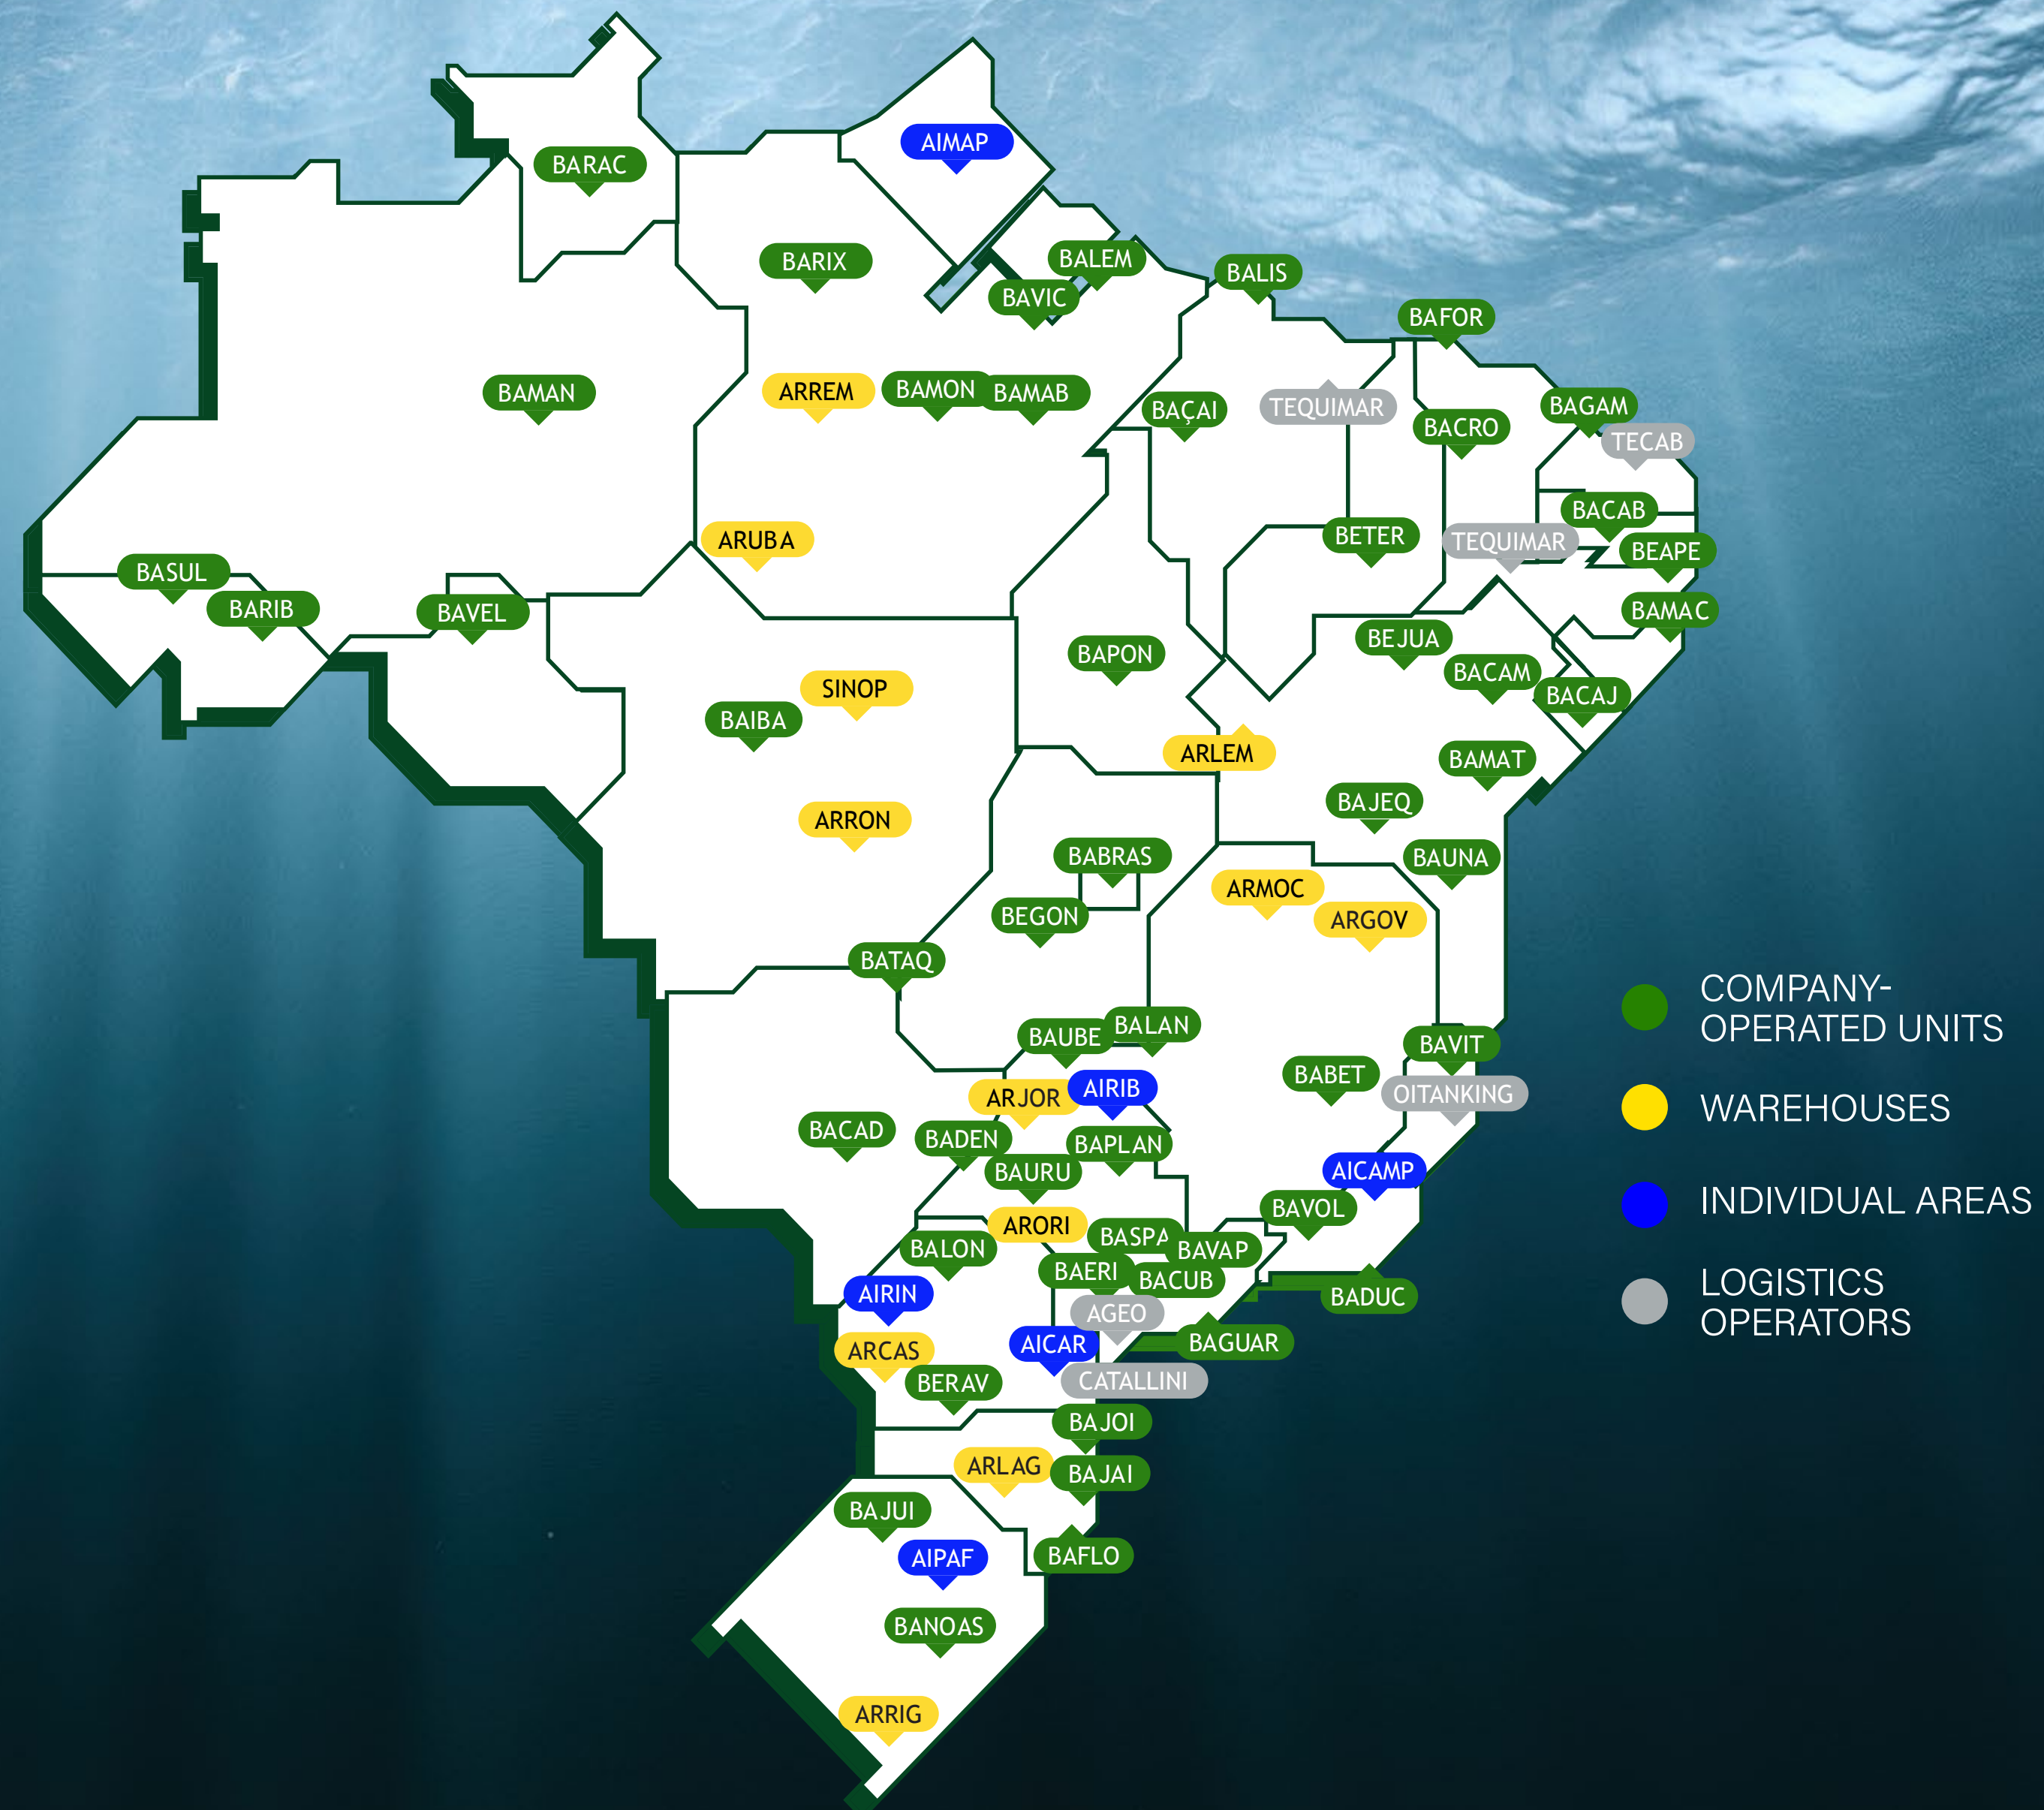 AIMAP
BARAC
BARIX
BALEM
BALIS
BAVIC
BAFOR
BAMAN
ARREM
BAMON
BAMAB
BAÇAI
TEQUIMAR
BAGAM
BACRO
TECAB
BACAB
ARUBA
BETER
TEQUIMAR
BEAPE
BASUL
BARIB
BAVEL
BAMAC
BEJUA
BAPON
BACAM
SINOP
BACAJ
BAIBA
ARLEM
BAMAT
BAJEQ
ARRON
BABRAS
BAUNA
ARMOC
BEGON
ARGOV
BATAQ
COMPANY-
OPERATED UNITS
BALAN
BAUBE
BAVIT
BABET
AIRIB
OITANKING
ARJOR
WAREHOUSES
BACAD
BADEN
BAPLAN
BAURU
AICAMP
INDIVIDUAL AREAS
BAVOL
ARORI
BASPA
BALON
BAVAP
BAERI
BACUB
AIRIN
BADUC
LOGISTICS
OPERATORS
AGEO
AICAR
BAGUAR
ARCAS
BERAV
CATALLINI
BAJOI
ARLAG
BAJAI
BAJUI
AIPAF
BAFLO
BANOAS
ARRIG